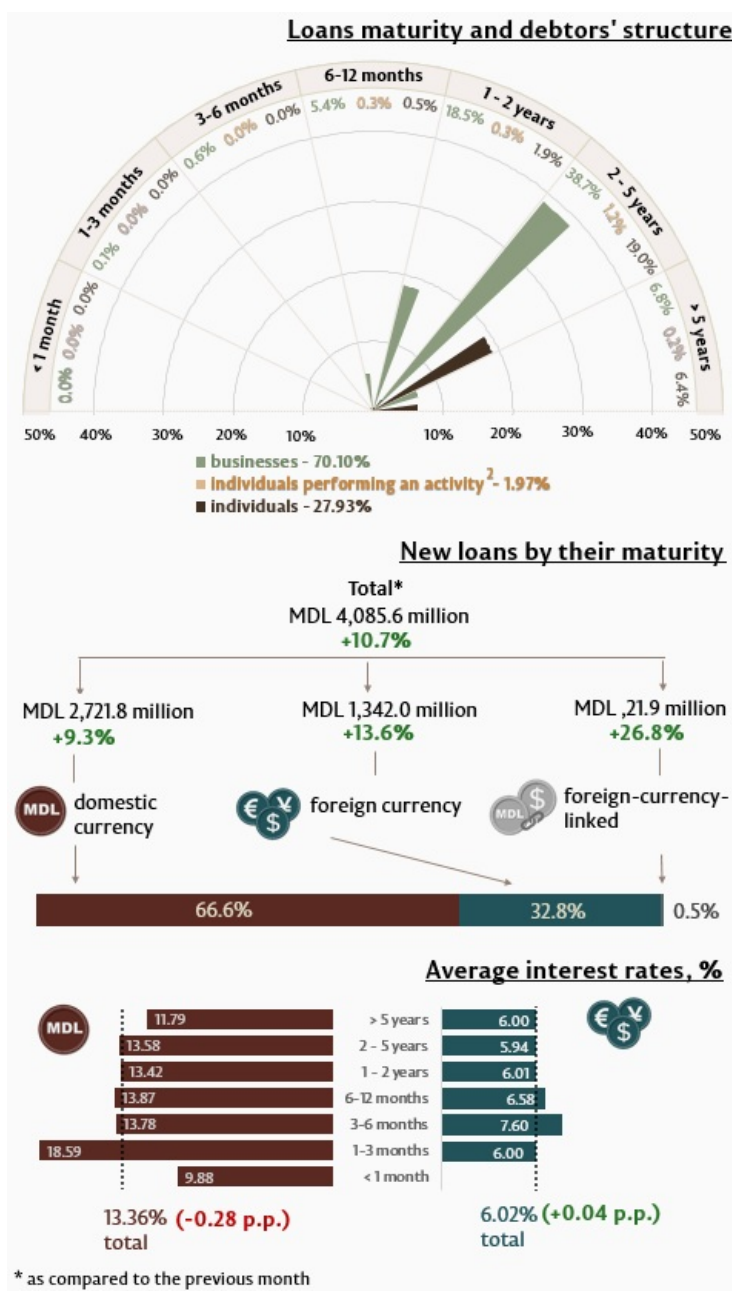 Loans maturity and debtors' structure
< 1 month
0.0% 0.0% 0.0%
1-3 months
0.1% 0.0% 0.0%
3-6 months
0.6% 0.0% 0.0%
6-12 months
5.4% 0.3% 0.5%
1 - 2 years
18.5% 0.3% 1.9%
2 - 5 years
38.7% 1.2% 19.0%
> 5 years
6.8% 0.2% 6.4%
50% 40% 30% 20% 10% 10% 20% 30% 40% 50%
businesses - 70.10%
individuals performing an activity 2 - 1.97%
individuals - 27.93%
New loans by their maturity
Total*
MDL 4,085.6 million
+10.7%
MDL 2,721.8 million
+9.3%
MDL 1,342.0 million
+13.6%
MDL ,21.9 million
+26.8%
MDL
domestic
currency
€ ¥
$
foreign currency
MDL $
foreign-currency-
linked
66.6% 32.8% 0.5%
Average interest rates, %
MDL
€ ¥
$
11.79 > 5 years 6.00
13.58 2 - 5 years 5.94
13.42 1 - 2 years 6.01
13.87 6-12 months 6.58
13.78 3-6 months 7.60
18.59 1-3 months 6.00
9.88 < 1 month
13.36% (-0.28 p.p.)
total
6.02% (+0.04 p.p.)
total
* as compared to the previous month